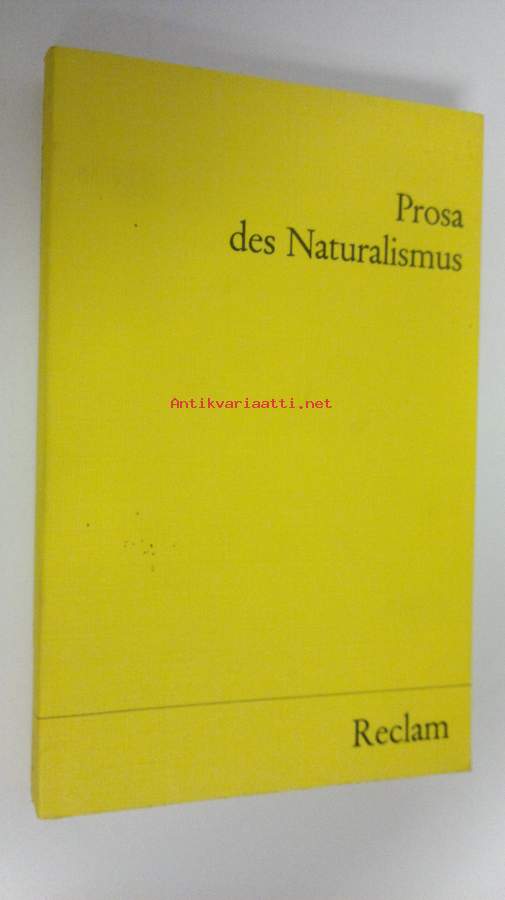 Prosa
des Naturalismus
Antikvariaatti.net
Reclam